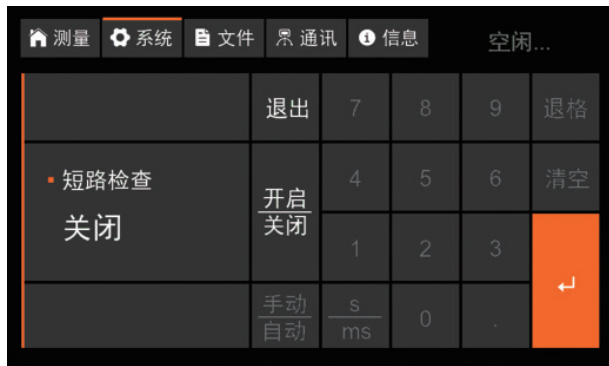 测量 系统 文件 通讯 信息 空闲...
退出 7 8 9 退格
短路检查 开启 4 5 6 清空
关闭 关闭 1 2 3
手动 s 0 .
自动 ms